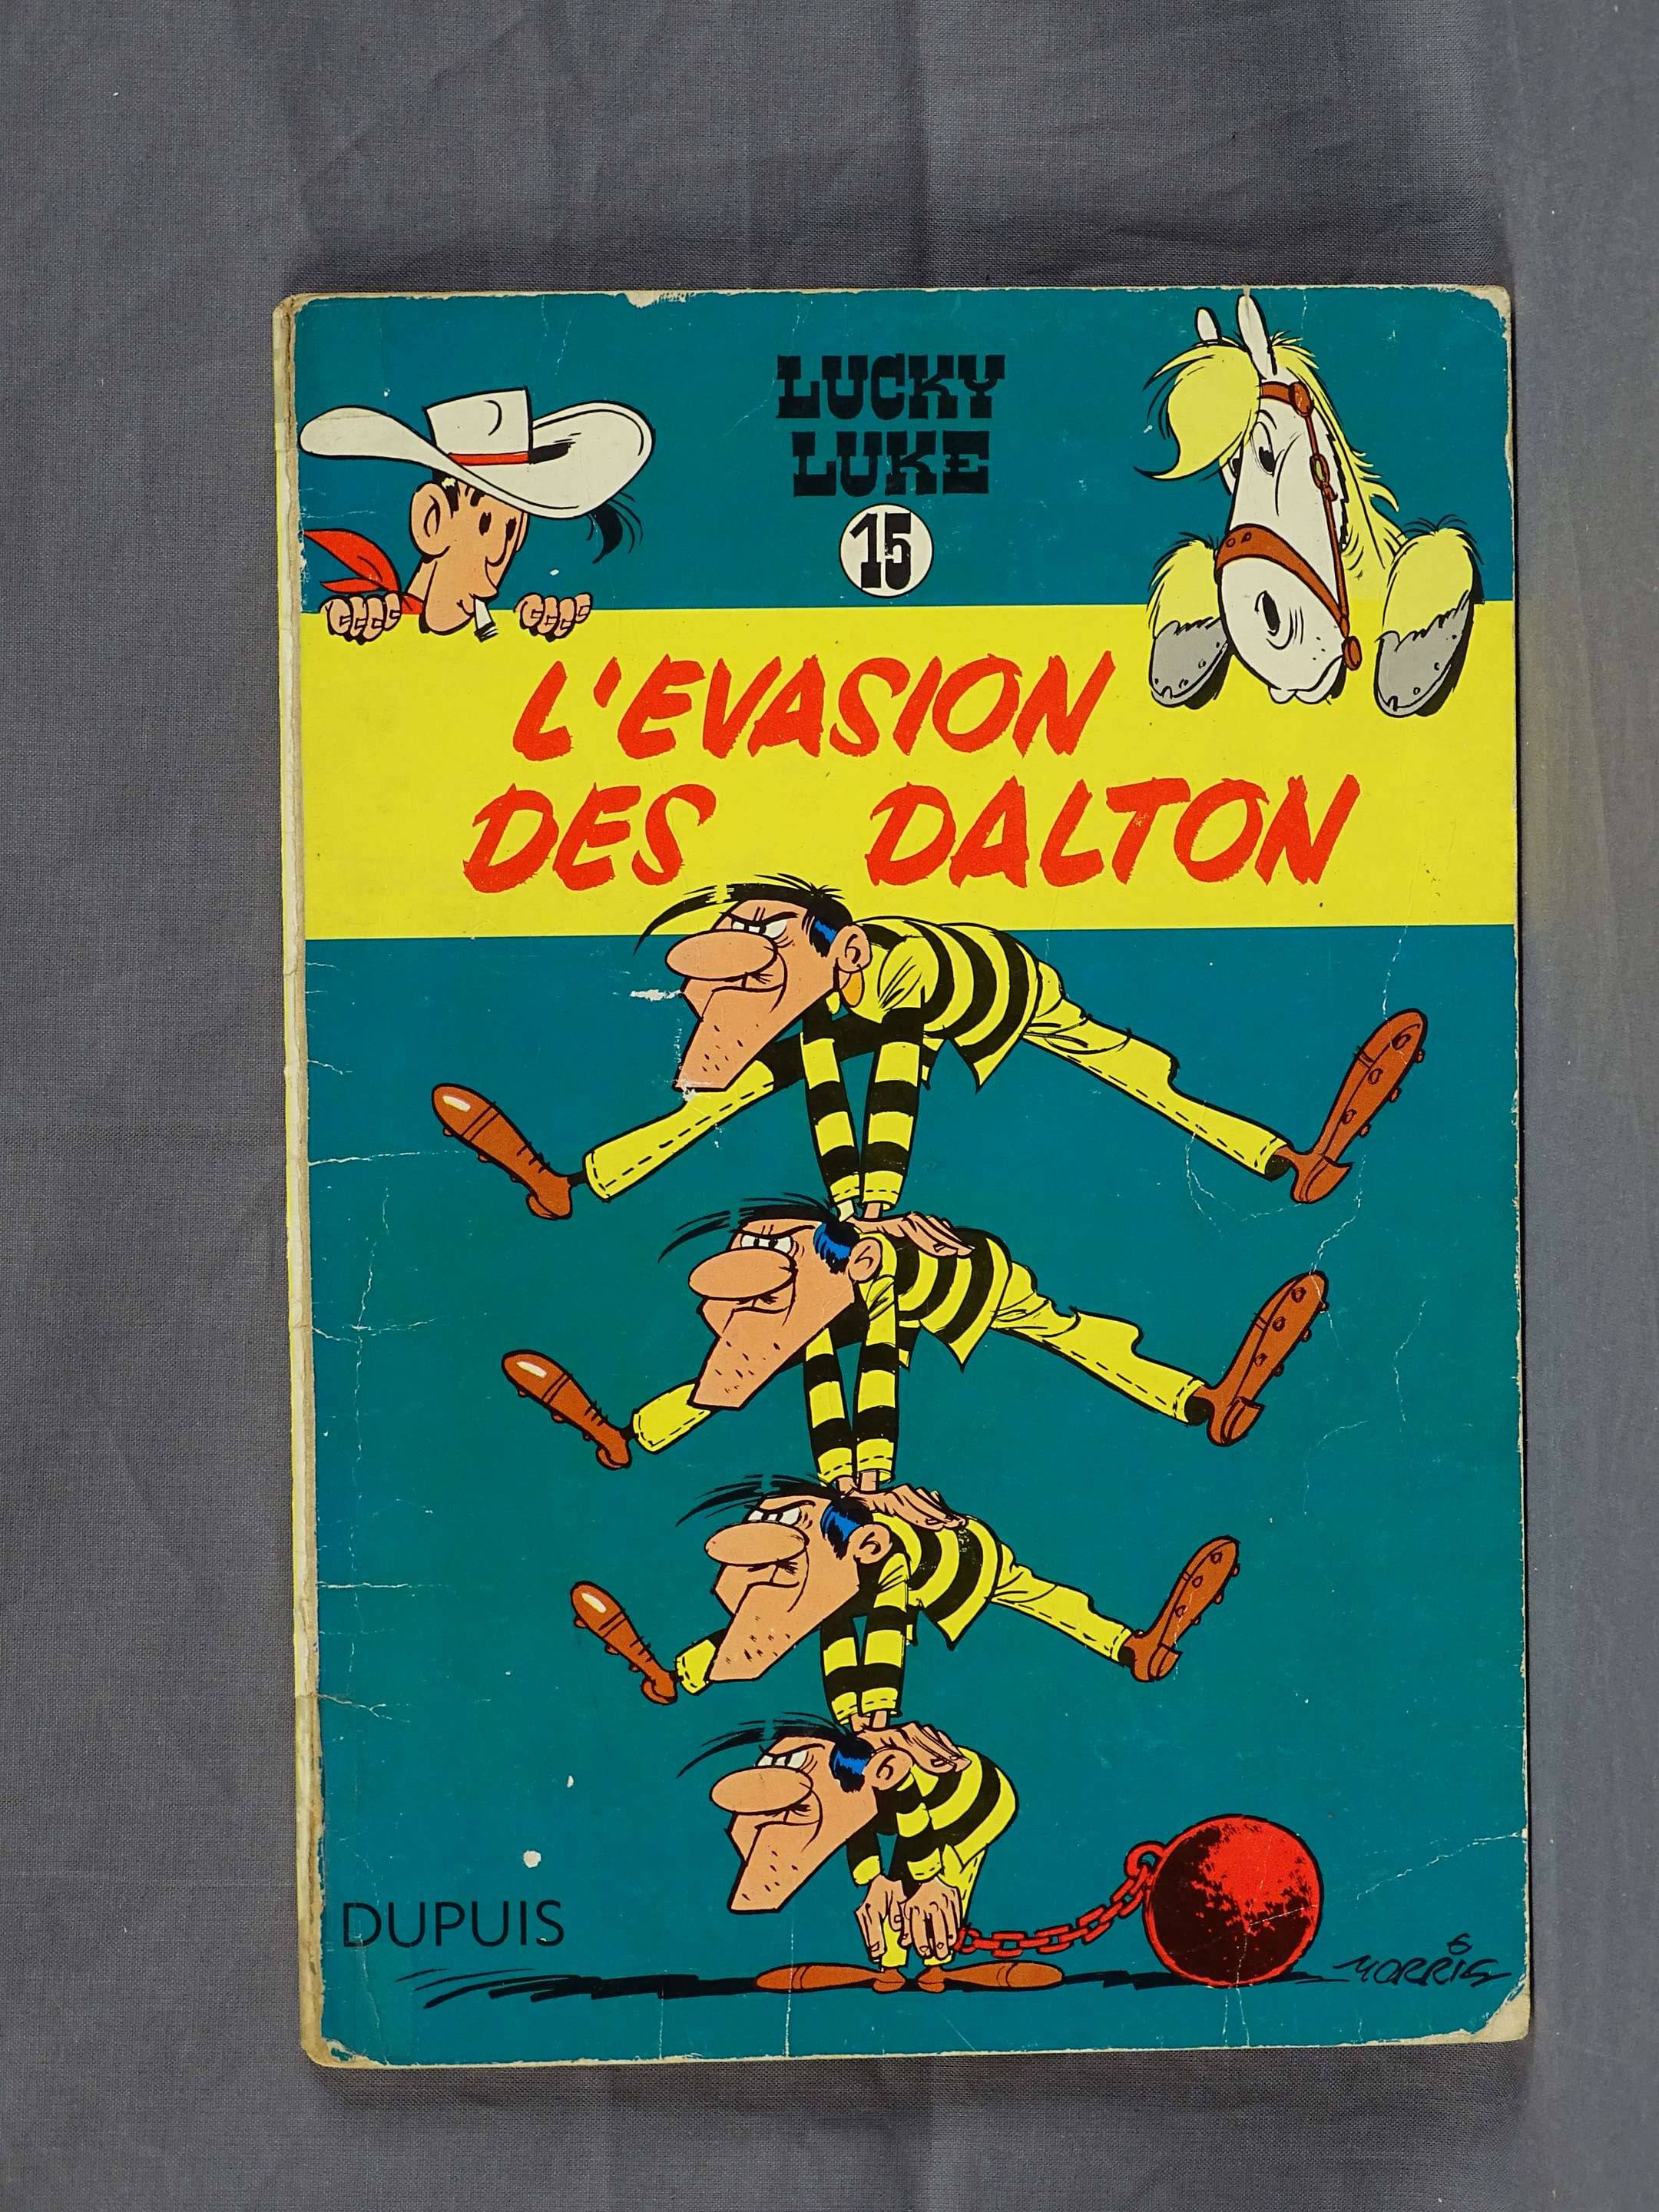 LUCKY
LUKE
15
L'EVASION
DES DALTON
DUPUIS
MORRIS